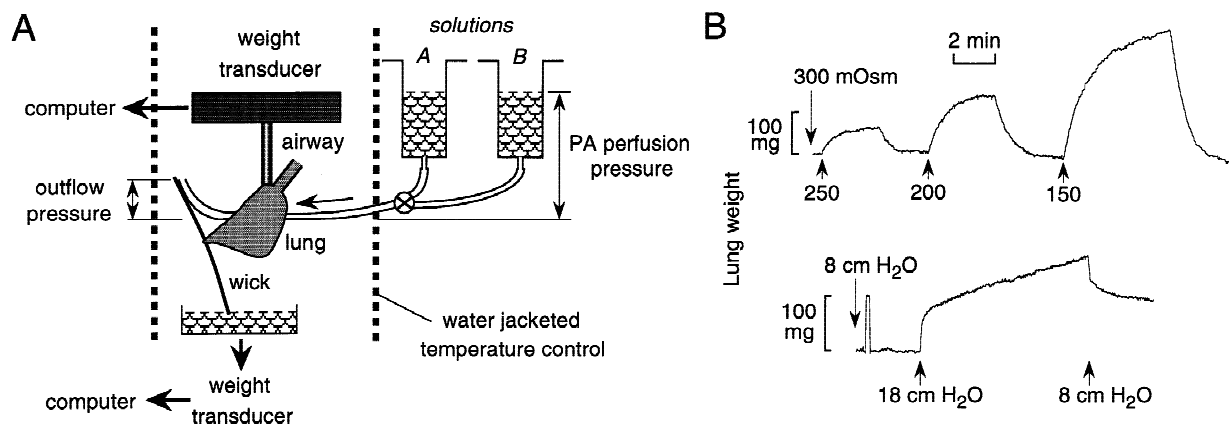 A
weight
transducer
computer
airway
outflow
pressure
lung
wick
weight
transducer
computer
solutions
A
B
PA perfusion
pressure
water jacketed
temperature control
B
2 min
300 mOsm
100
mg
250
200
150
Lung weight
8 cm H₂O
100
mg
18 cm H₂O
8 cm H₂O